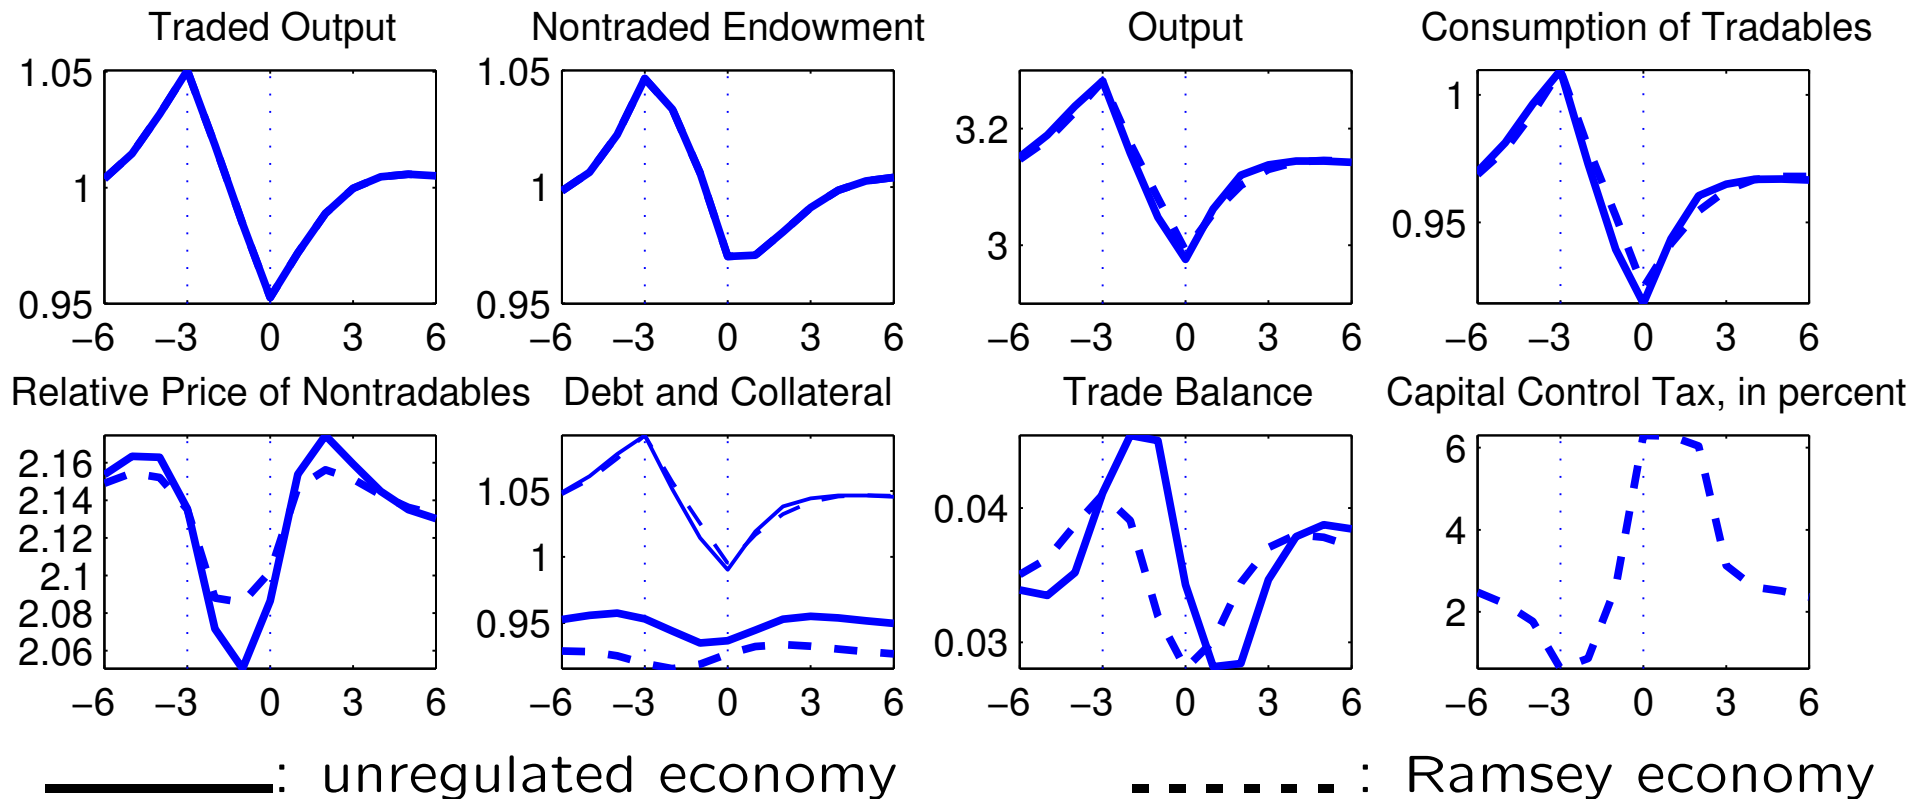 Traded Output
1.05
1
0.95
−6 −3 0 3 6
Nontraded Endowment
1.05
1
0.95
−6 −3 0 3 6
Output
3.2
3
−6 −3 0 3 6
Consumption of Tradables
1
0.95
−6 −3 0 3 6
Relative Price of Nontradables
2.16
2.14
2.12
2.1
2.08
2.06
−6 −3 0 3 6
Debt and Collateral
1.05
1
0.95
−6 −3 0 3 6
Trade Balance
0.04
0.03
−6 −3 0 3 6
Capital Control Tax, in percent
6
4
2
−6 −3 0 3 6
: unregulated economy
: Ramsey economy